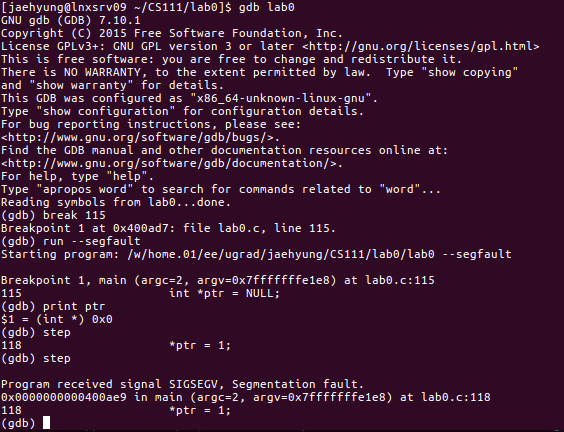 [jaehyung@lnxsrv09 ~/CS111/lab0]$ gdb lab0
GNU gdb (GDB) 7.10.1
Copyright (C) 2015 Free Software Foundation, Inc.
License GPLv3+: GNU GPL version 3 or later <http://gnu.org/licenses/gpl.html>
This is free software: you are free to change and redistribute it.
There is NO WARRANTY, to the extent permitted by law.  Type "show copying"
and "show warranty" for details.
This GDB was configured as "x86_64-unknown-linux-gnu".
Type "show configuration" for configuration details.
For bug reporting instructions, please see:
<http://www.gnu.org/software/gdb/bugs/>.
Find the GDB manual and other documentation resources online at:
<http://www.gnu.org/software/gdb/documentation/>.
For help, type "help".
Type "apropos word" to search for commands related to "word"...
Reading symbols from lab0...done.
(gdb) break 115
Breakpoint 1 at 0x400ad7: file lab0.c, line 115.
(gdb) run --segfault
Starting program: /w/home.01/ee/ugrad/jaehyung/CS111/lab0/lab0 --segfault

Breakpoint 1, main (argc=2, argv=0x7fffffffe1e8) at lab0.c:115
115                int *ptr = NULL;
(gdb) print ptr
$1 = (int *) 0x0
(gdb) step
118                *ptr = 1;
(gdb) step

Program received signal SIGSEGV, Segmentation fault.
0x0000000000400ae9 in main (argc=2, argv=0x7fffffffe1e8) at lab0.c:118
118                *ptr = 1;
(gdb)